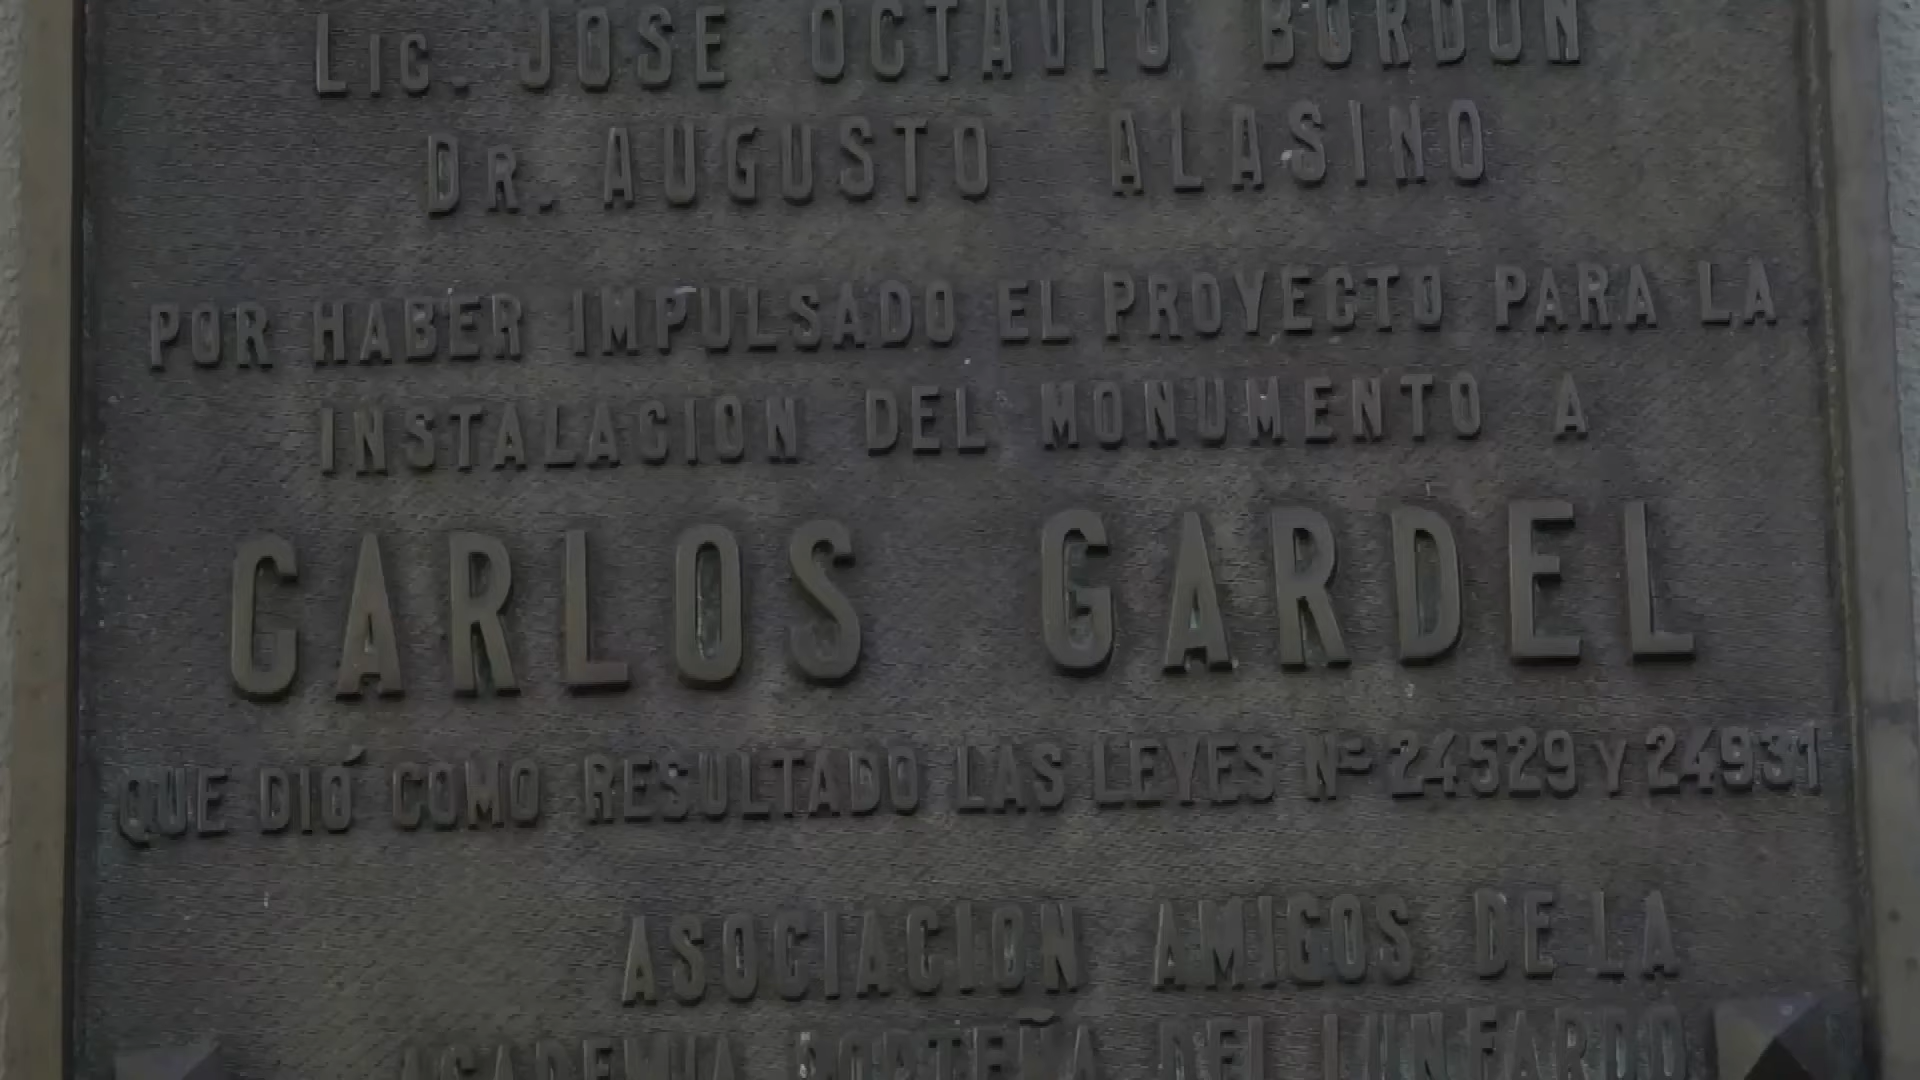 Lic. JOSE OCTAVIO BORDON
DR. AUGUSTO ALASINO
POR HABER IMPULSADO EL PROYECTO PARA LA
INSTALACION DEL MONUMENTO A
CARLOS GARDEL
QUE DIÓ COMO RESULTADO LAS LEYES Nº 24529 Y 24931
ASOCIACION AMIGOS DE LA
ACADEMIA PORTEÑA DEL LUNFARDO